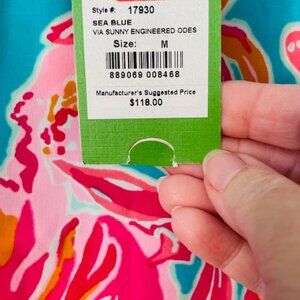 Style #: 17930
SEA BLUE
VIA SUNNY ENGINEERED ODES
Size: M
889069 008468
Manufacturer's Suggested Price
$118.00